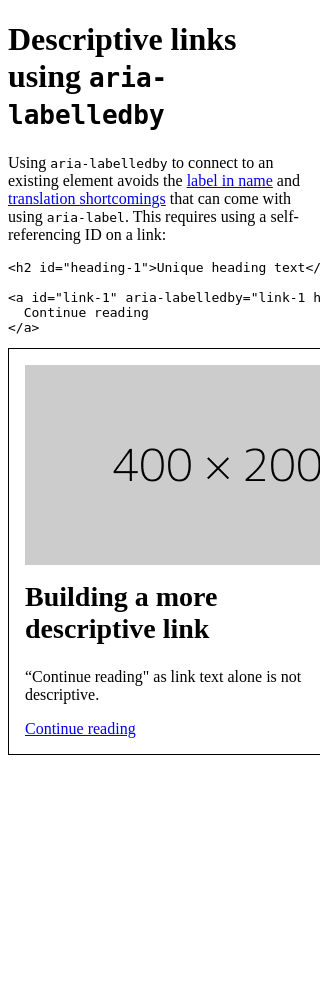 Descriptive links
using aria-
labelledby
Using aria-labelledby to connect to an
existing element avoids the label in name and
translation shortcomings that can come with
using aria-label. This requires using a self-
referencing ID on a link:
<h2 id="heading-1">Unique heading text</
<a id="link-1" aria-labelledby="link-1 h
Continue reading
</a>
400 × 200
Building a more
descriptive link
“Continue reading" as link text alone is not
descriptive.
Continue reading